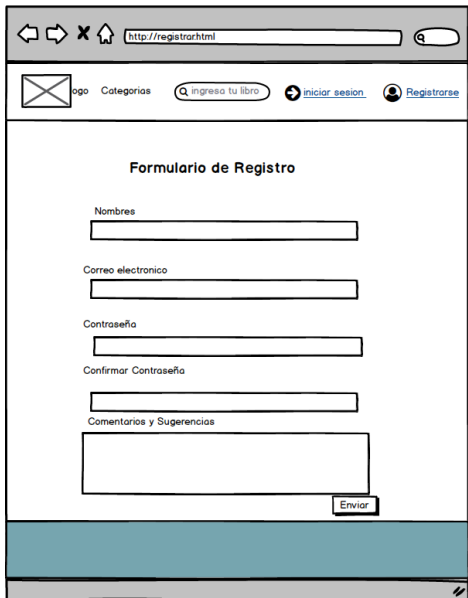 http://registrar.html
ogo Categorias ingresa tu libro iniciar sesion Registrarse
Formulario de Registro
Nombres
Correo electronico
Contraseña
Confirmar Contraseña
Comentarios y Sugerencias
Enviar